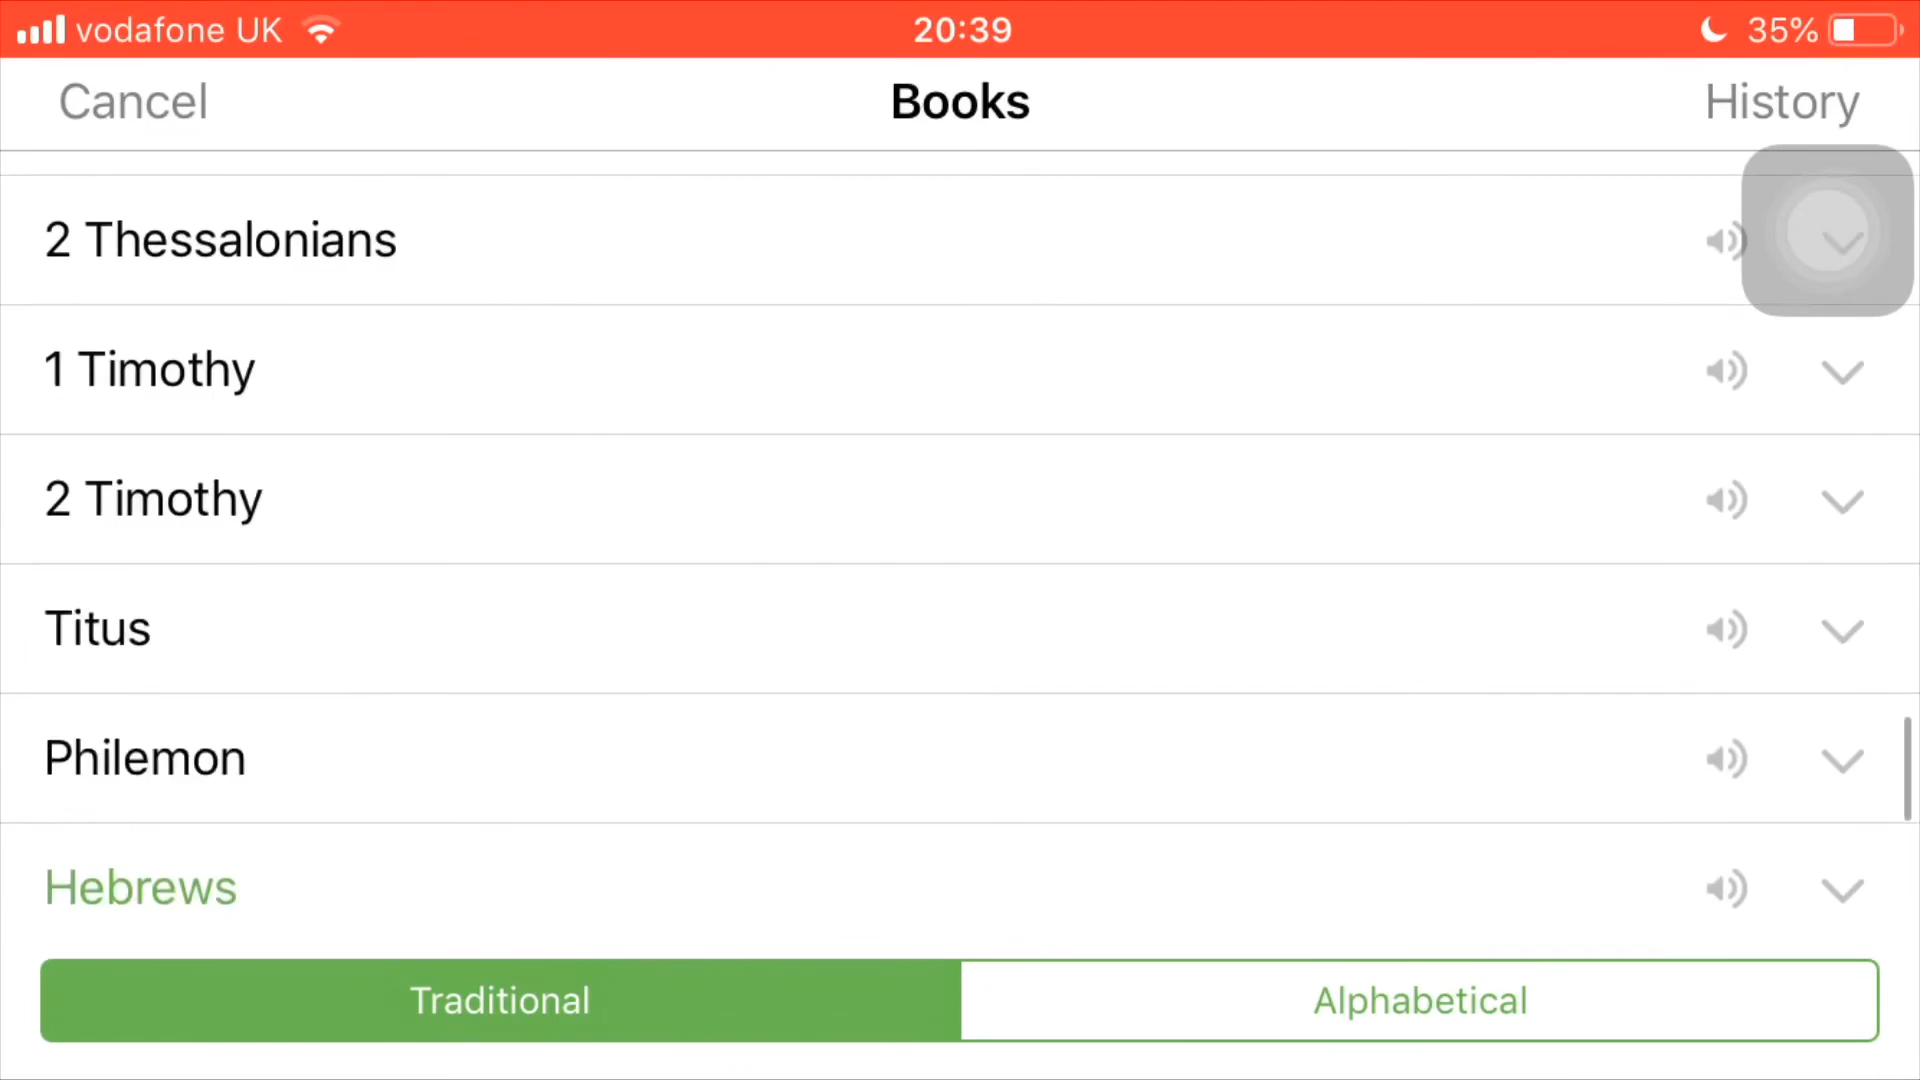 vodafone UK 20:39 35%
Cancel Books History
2 Thessalonians
1 Timothy
2 Timothy
Titus
Philemon
Hebrews
Traditional Alphabetical